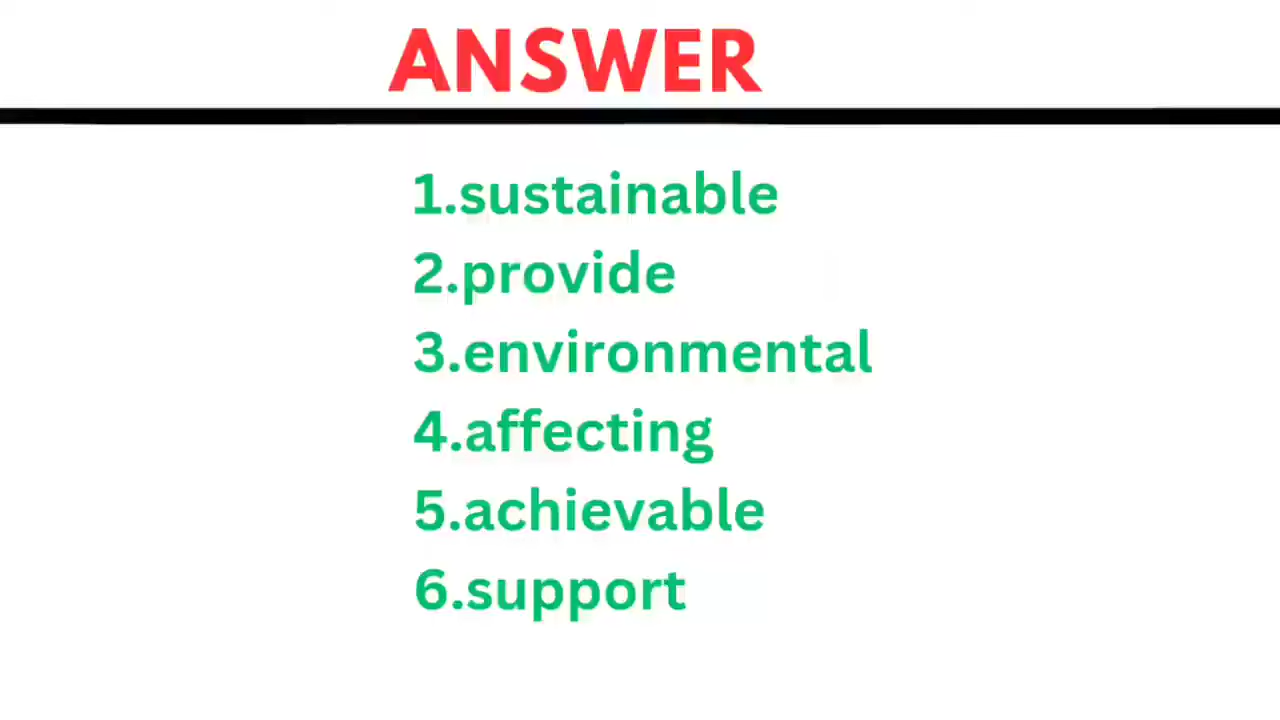 ANSWER
1.sustainable
2.provide
3.environmental
4.affecting
5.achievable
6.support